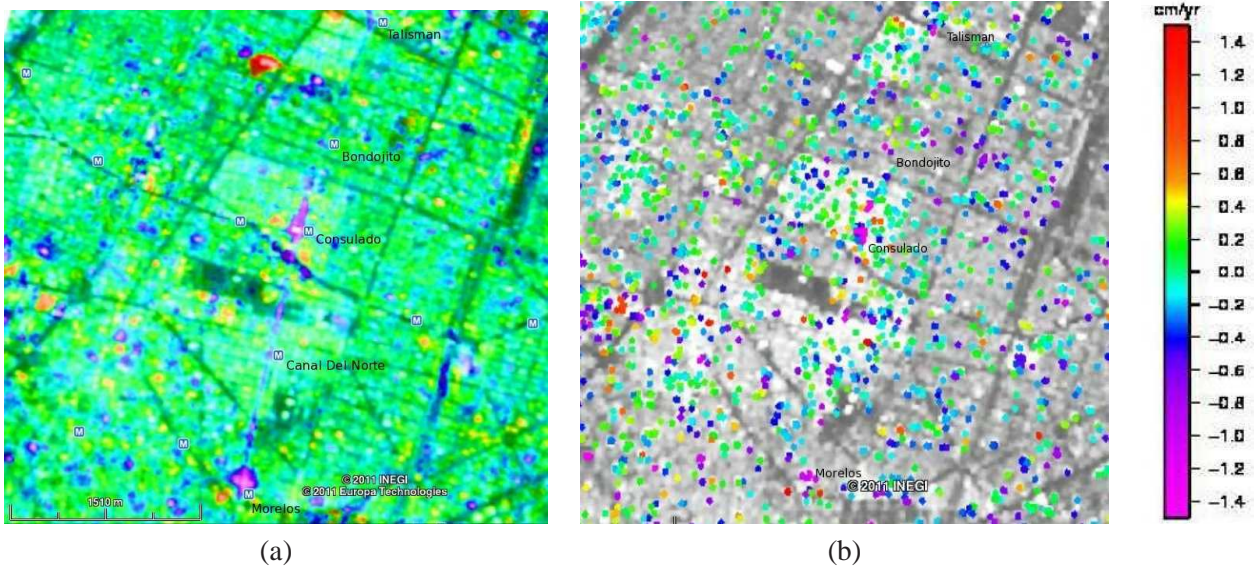 M
Talisman
M
M
M
Bondojito
M
M
Consulado
M
M
M
Canal Del Norte
M
M
© 2011 INEGI
© 2011 Europa Technologies
M
1510 m
Morelos
(a)
Talisman
Bondojito
Consulado
Morelos
© 2011 INEGI
(b)
cm/yr
1.4
1.2
1.0
0.8
0.6
0.4
0.2
0.0
−0.2
−0.4
−0.6
−0.8
−1.0
−1.2
−1.4